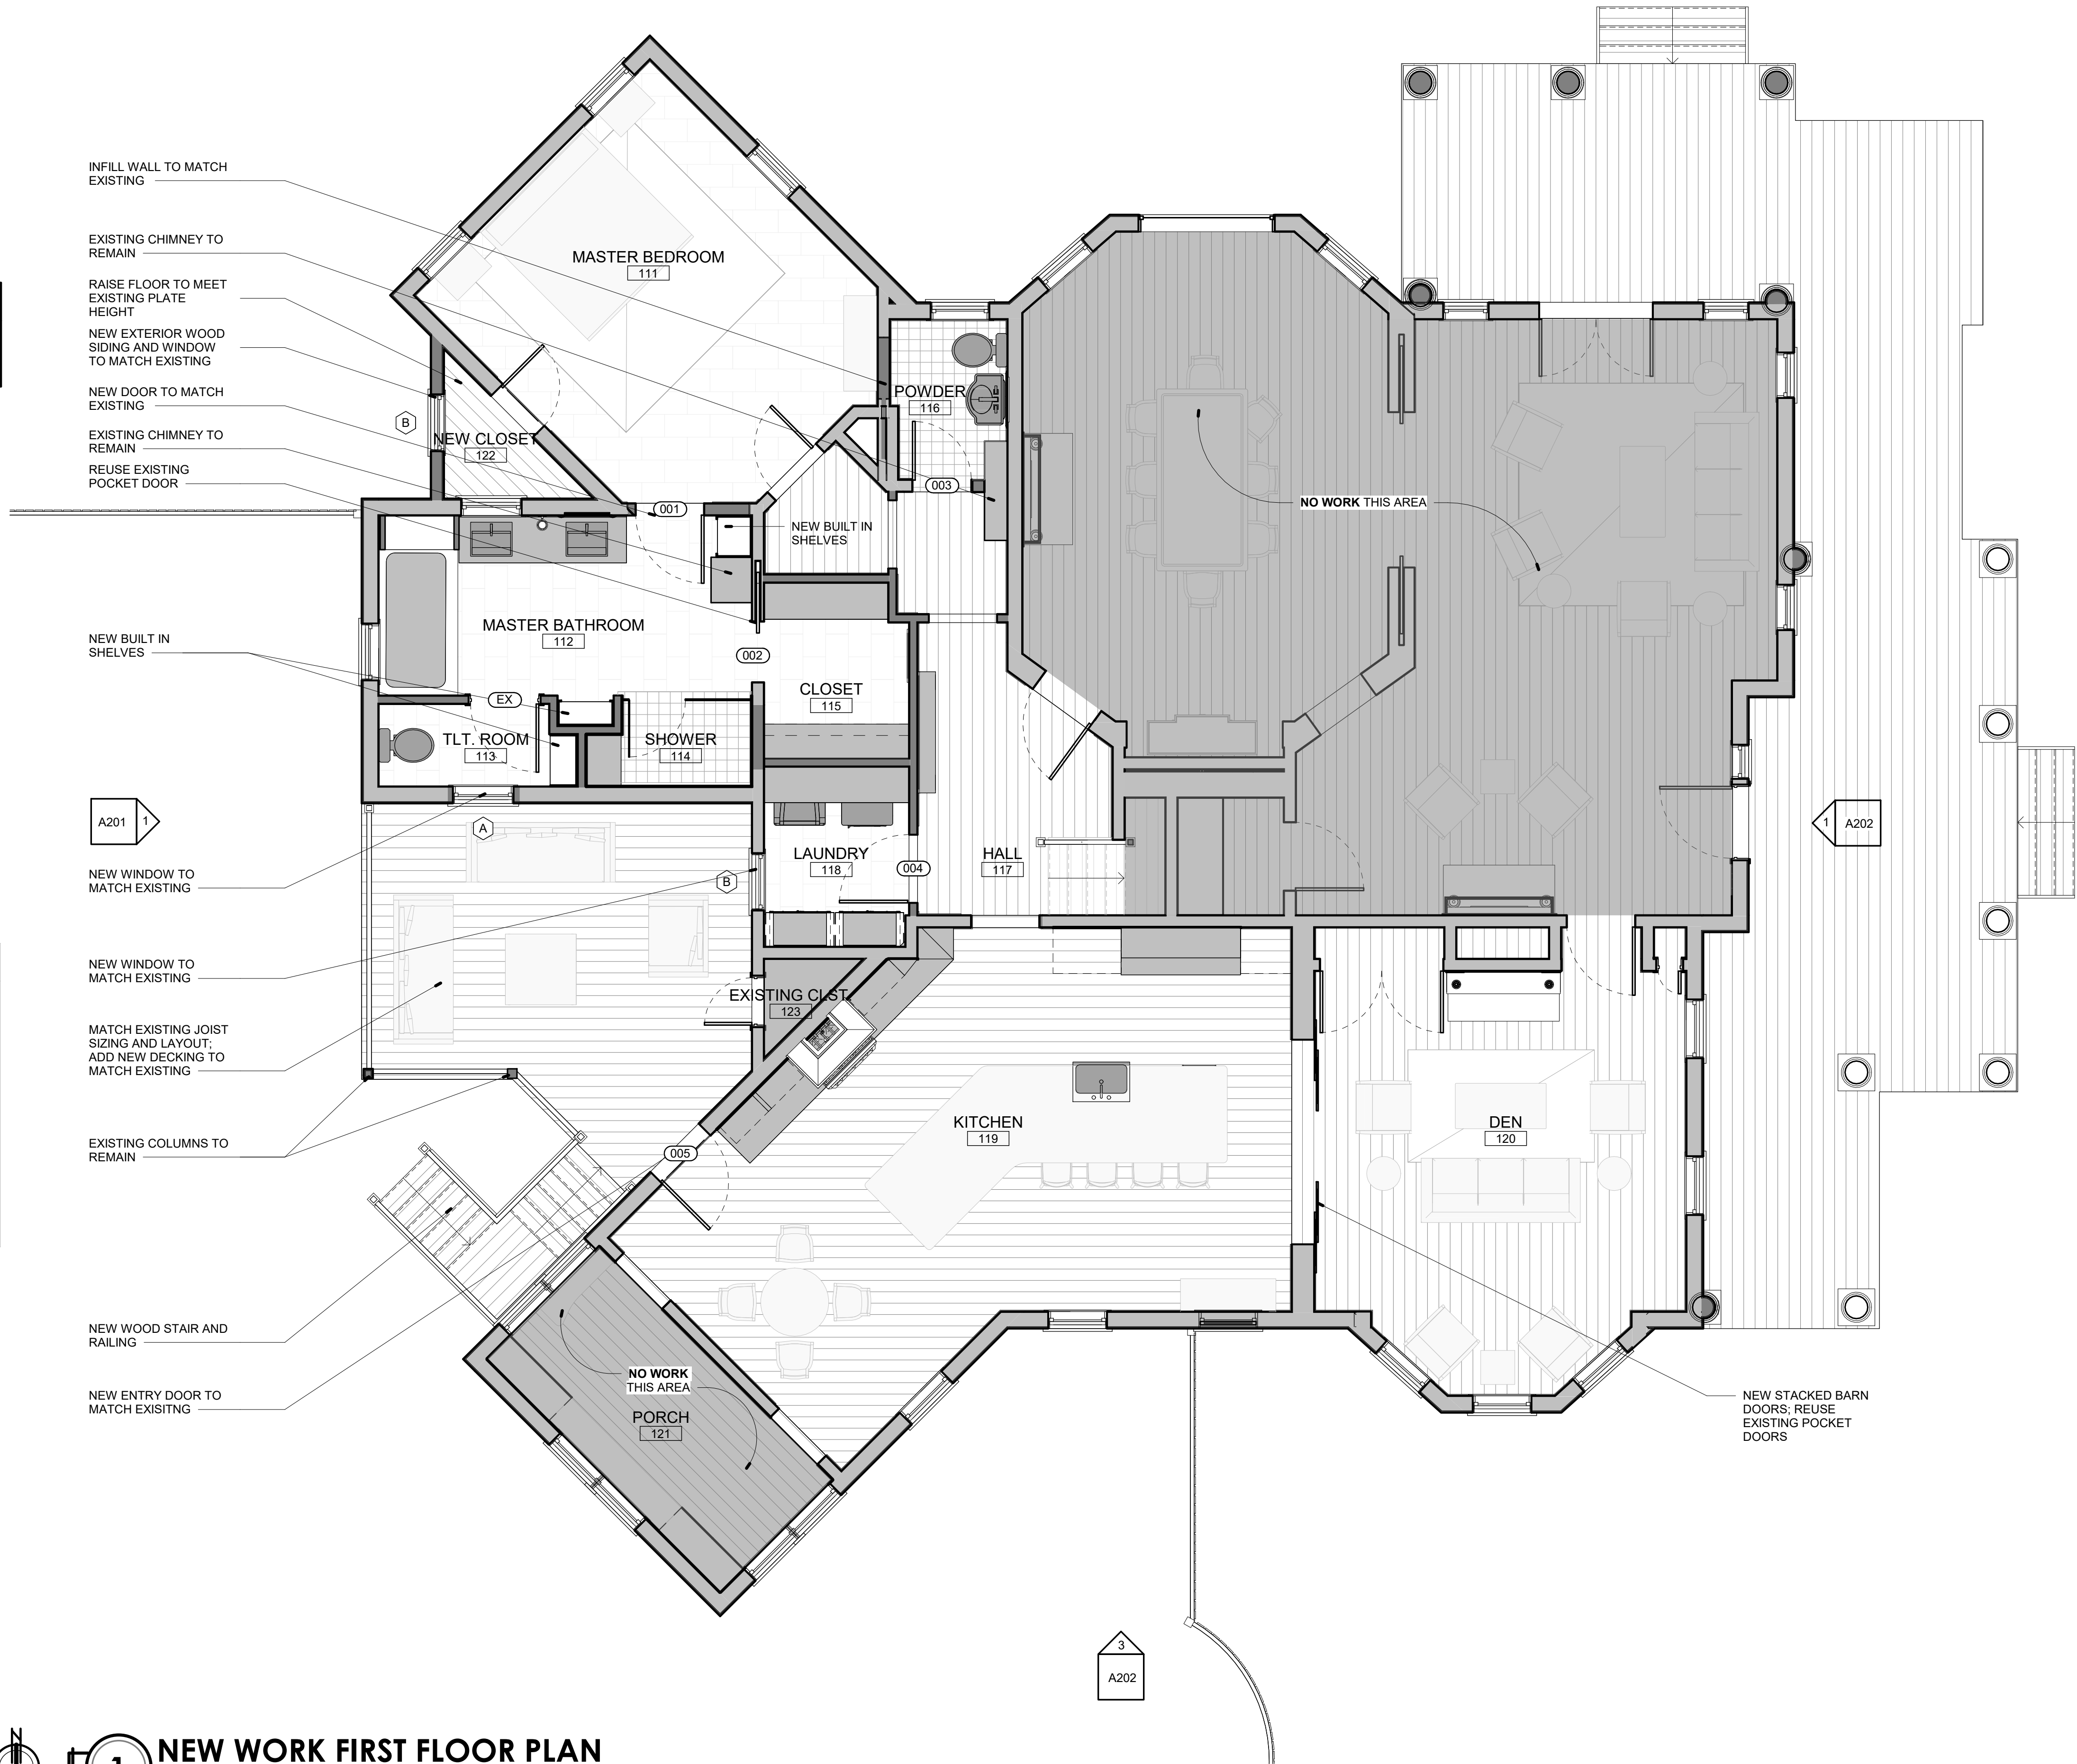 INFILL WALL TO MATCH
EXISTING
EXISTING CHIMNEY TO
REMAIN
RAISE FLOOR TO MEET
EXISTING PLATE
HEIGHT
NEW EXTERIOR WOOD
SIDING AND WINDOW
TO MATCH EXISTING
NEW DOOR TO MATCH
EXISTING
EXISTING CHIMNEY TO
REMAIN
REUSE EXISTING
POCKET DOOR
NEW BUILT IN
SHELVES
A201
1
NEW WINDOW TO
MATCH EXISTING
NEW WINDOW TO
MATCH EXISTING
MATCH EXISTING JOIST
SIZING AND LAYOUT;
ADD NEW DECKING TO
MATCH EXISTING
EXISTING COLUMNS TO
REMAIN
NEW WOOD STAIR AND
RAILING
NEW ENTRY DOOR TO
MATCH EXISITNG
MASTER BEDROOM
111
B
NEW CLOSET
122
POWDER
116
003
001
NEW BUILT IN
SHELVES
NO WORK THIS AREA
MASTER BATHROOM
112
002
EX
CLOSET
115
TLT. ROOM
113
SHOWER
114
A
B
LAUNDRY
118
004
HALL
117
1
A202
EXISTING CLST.
123
KITCHEN
119
DEN
120
005
NO WORK
THIS AREA
PORCH
121
NEW STACKED BARN
DOORS; REUSE
EXISTING POCKET
DOORS
3
A202
N
1
NEW WORK FIRST FLOOR PLAN